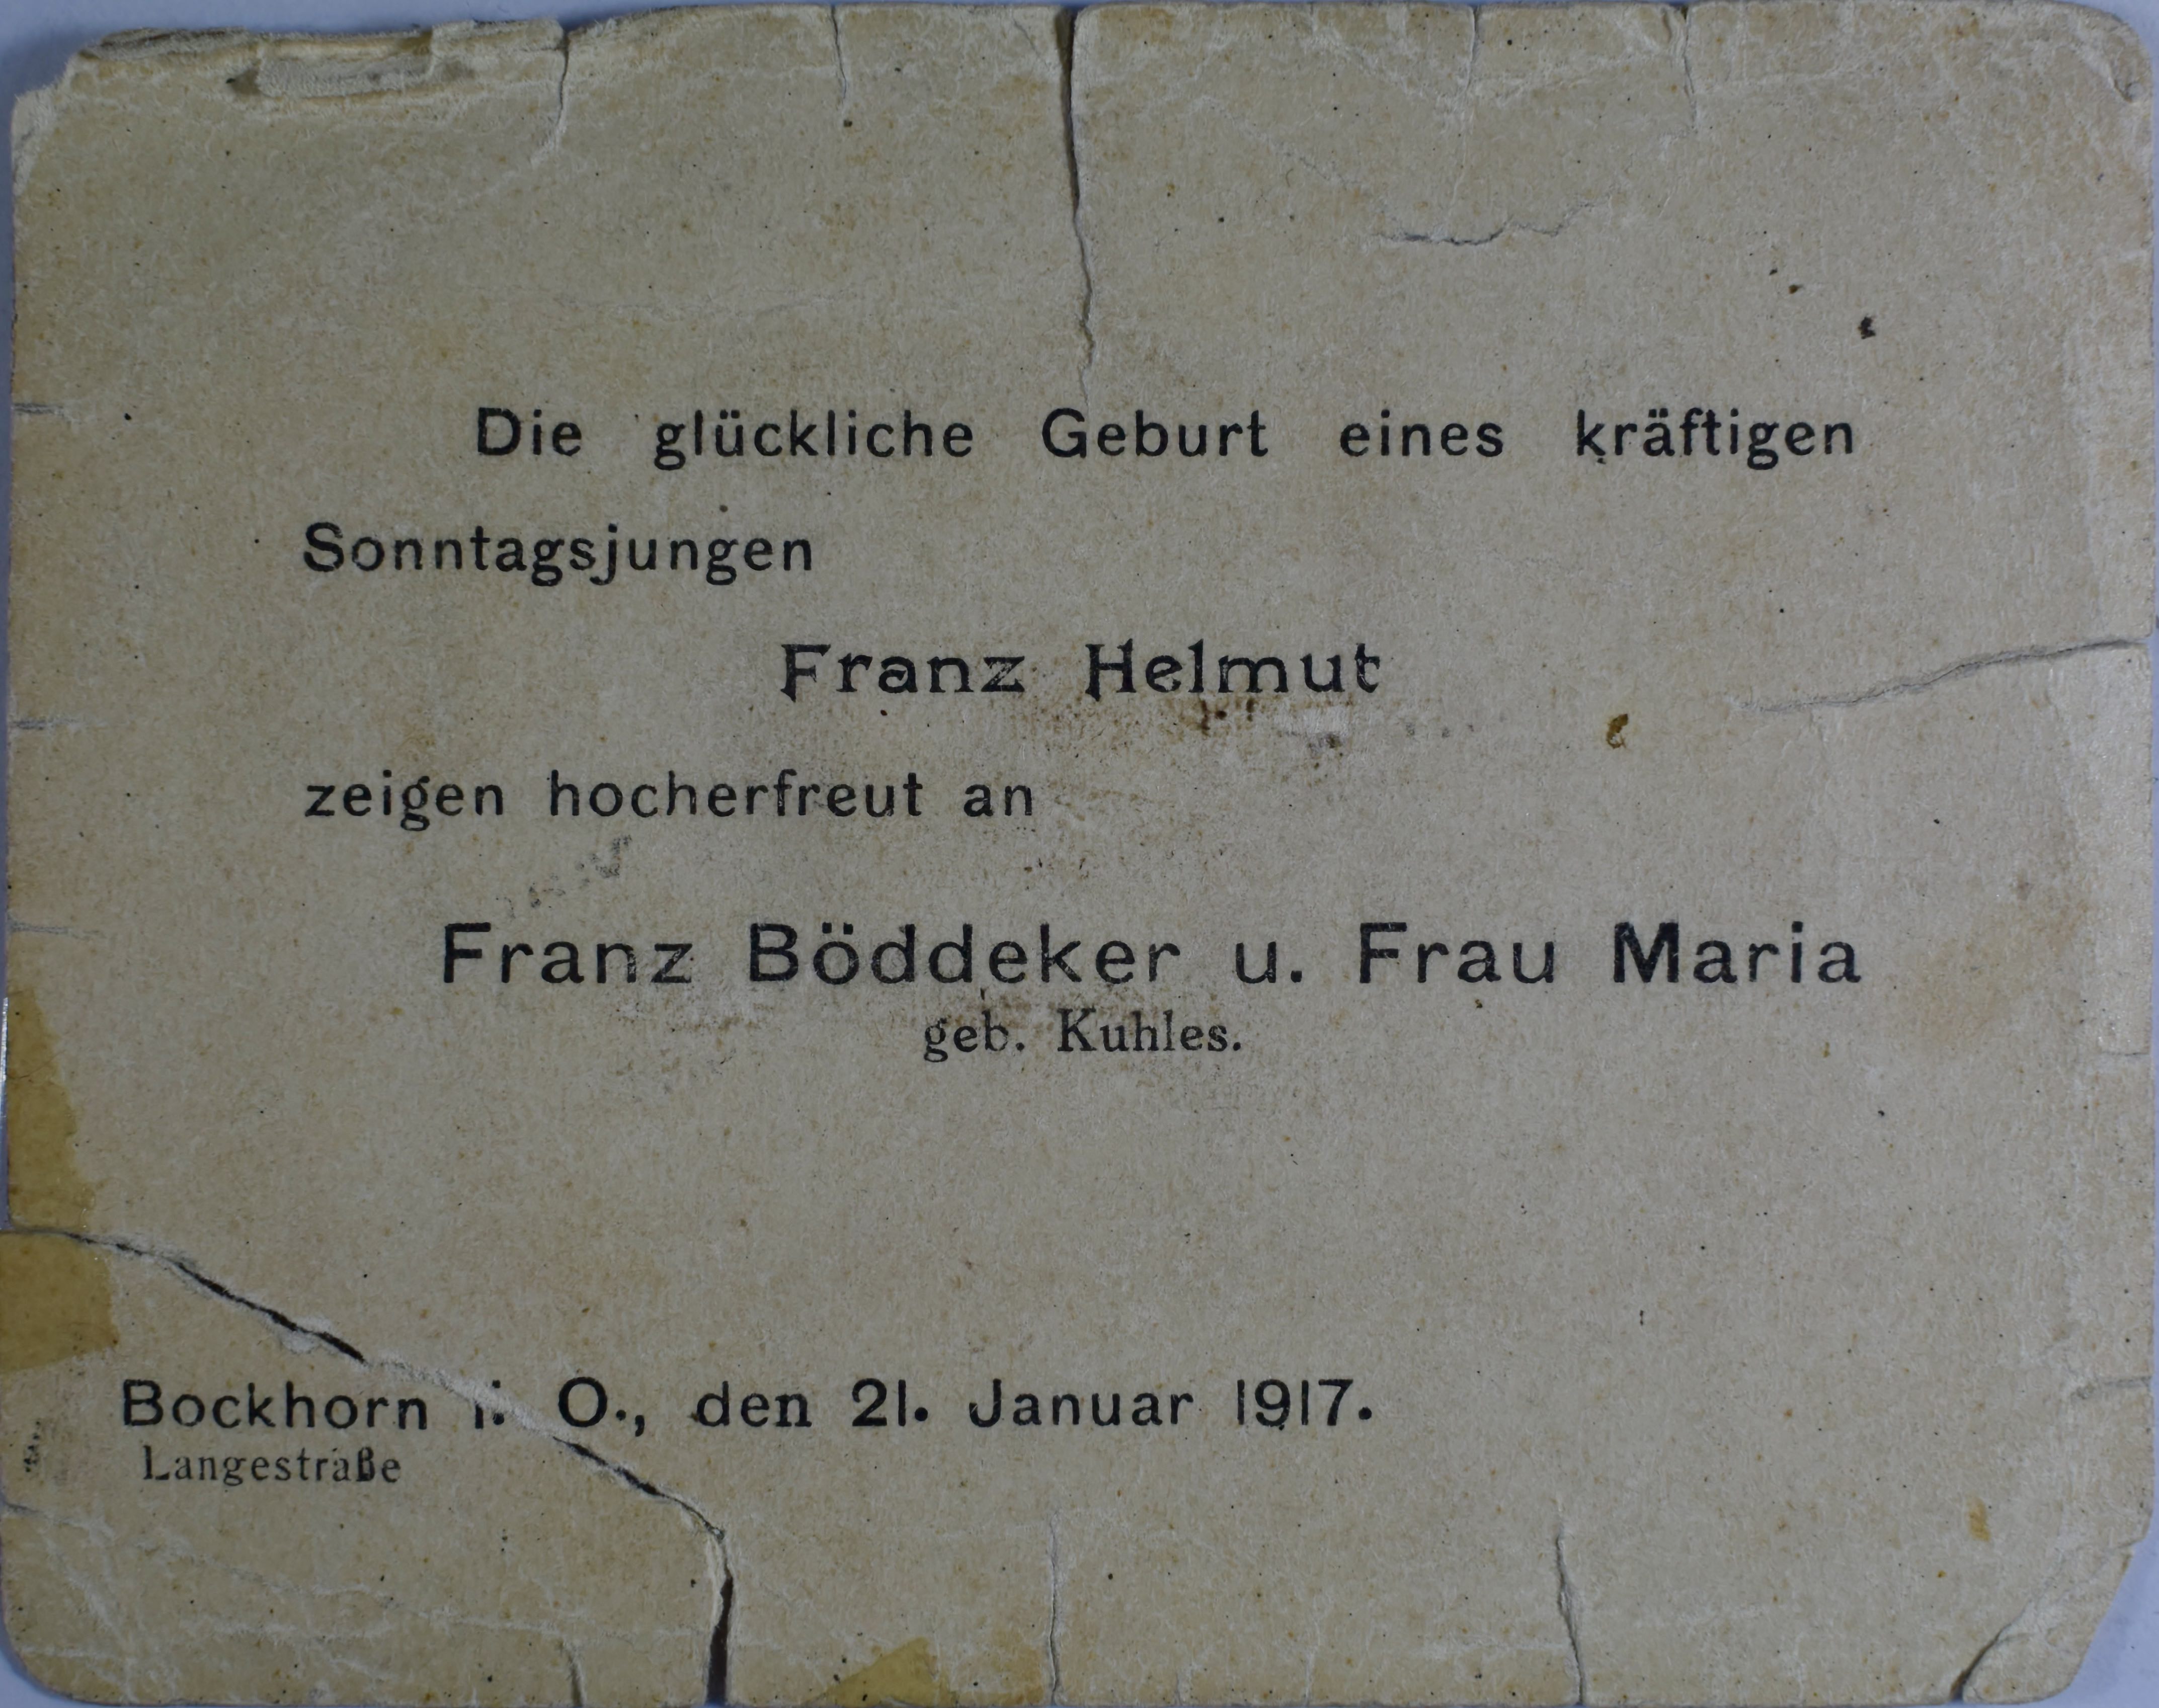 Die glückliche Geburt eines kräftigen
Sonntagsjungen
Franz Helmut
zeigen hocherfreut an
Franz Böddeker u. Frau Maria
geb. Kuhles.
Bockhorn i. O., den 21. Januar 1917.
Langestraße